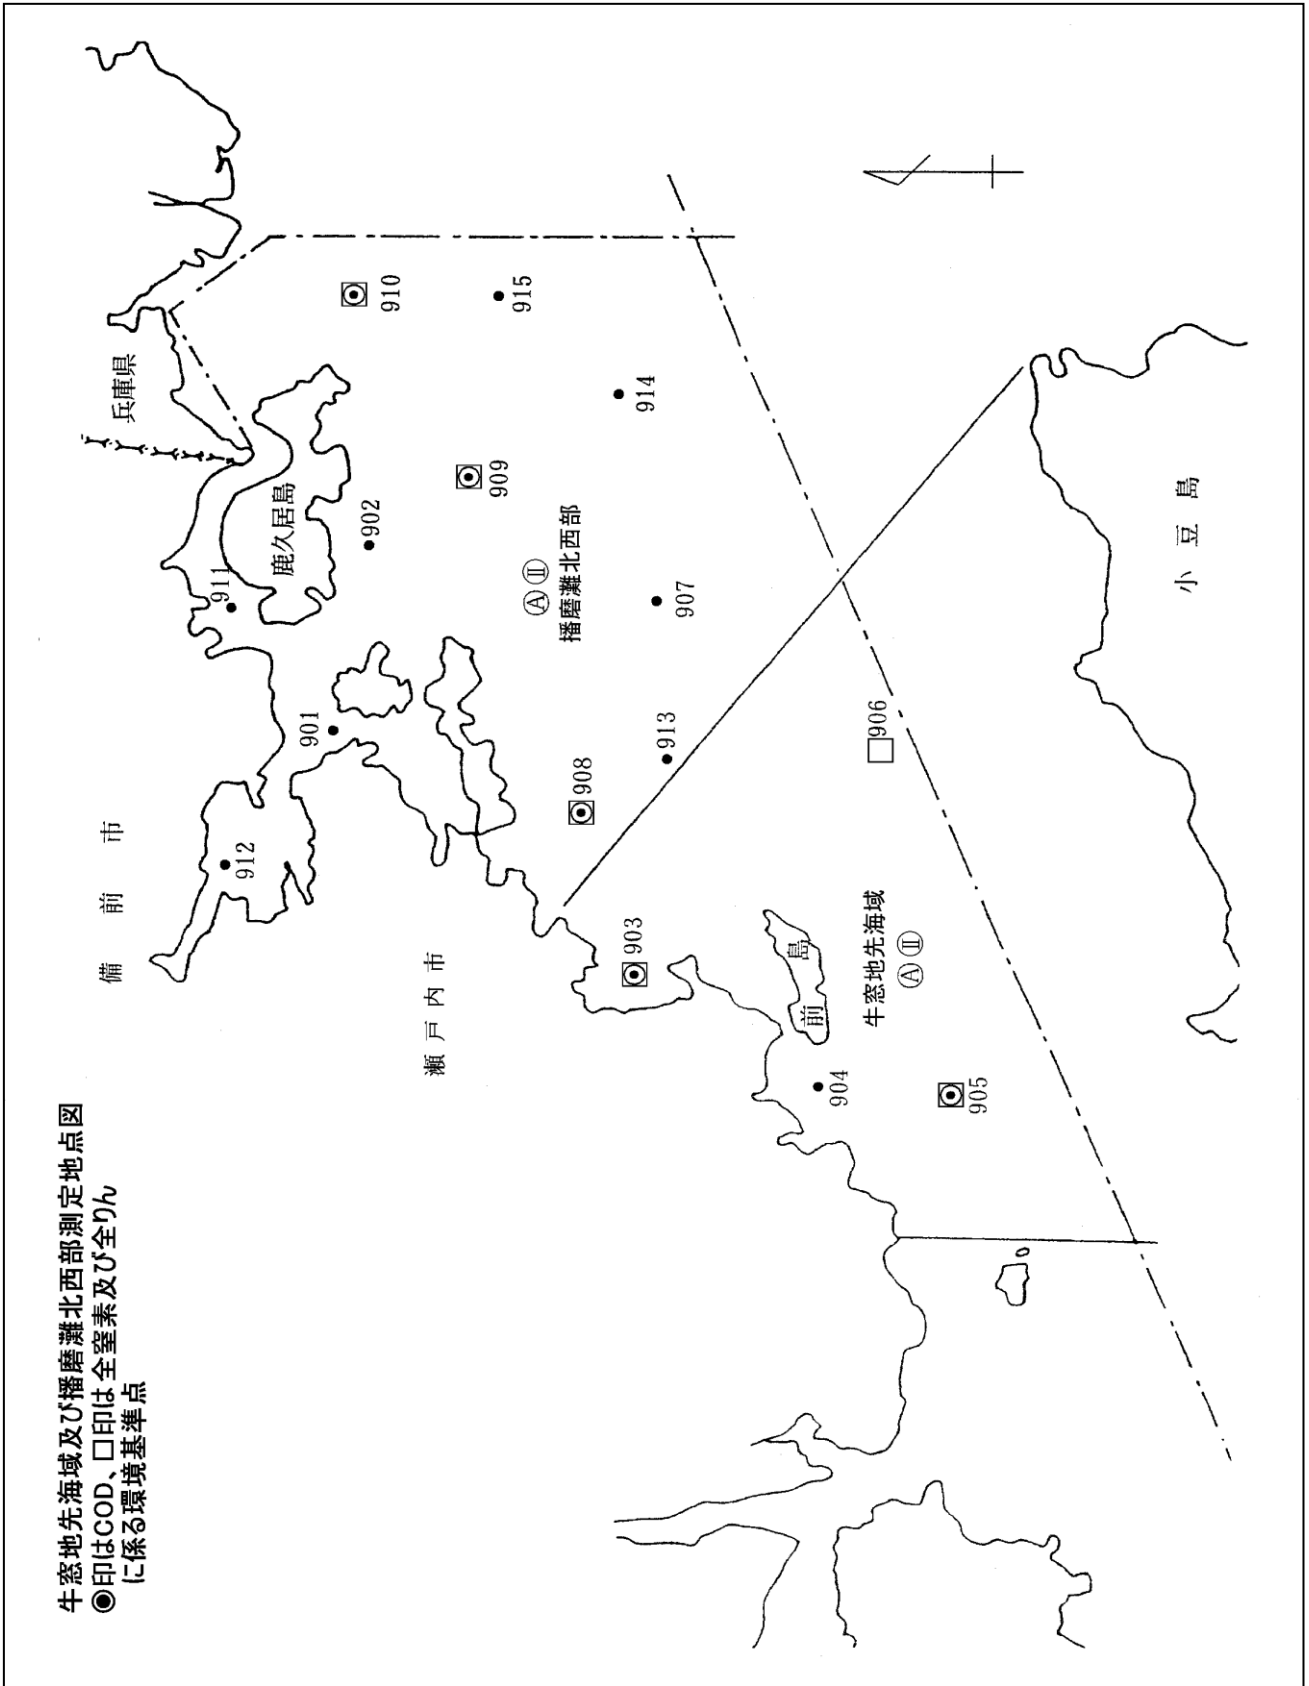 牛窓地先海域及び播磨灘北西部測定地点図
◉印はCOD、□印は全窒素及び全りん
に係る環境基準点
備前市
兵庫県
912
911
901
鹿久居島
902
910
915
909
914
瀬戸内市
908
Ⓐ Ⅱ
播磨灘北西部
907
913
903
前島
904
牛窓地先海域
Ⓐ Ⅱ
906
905
小豆島